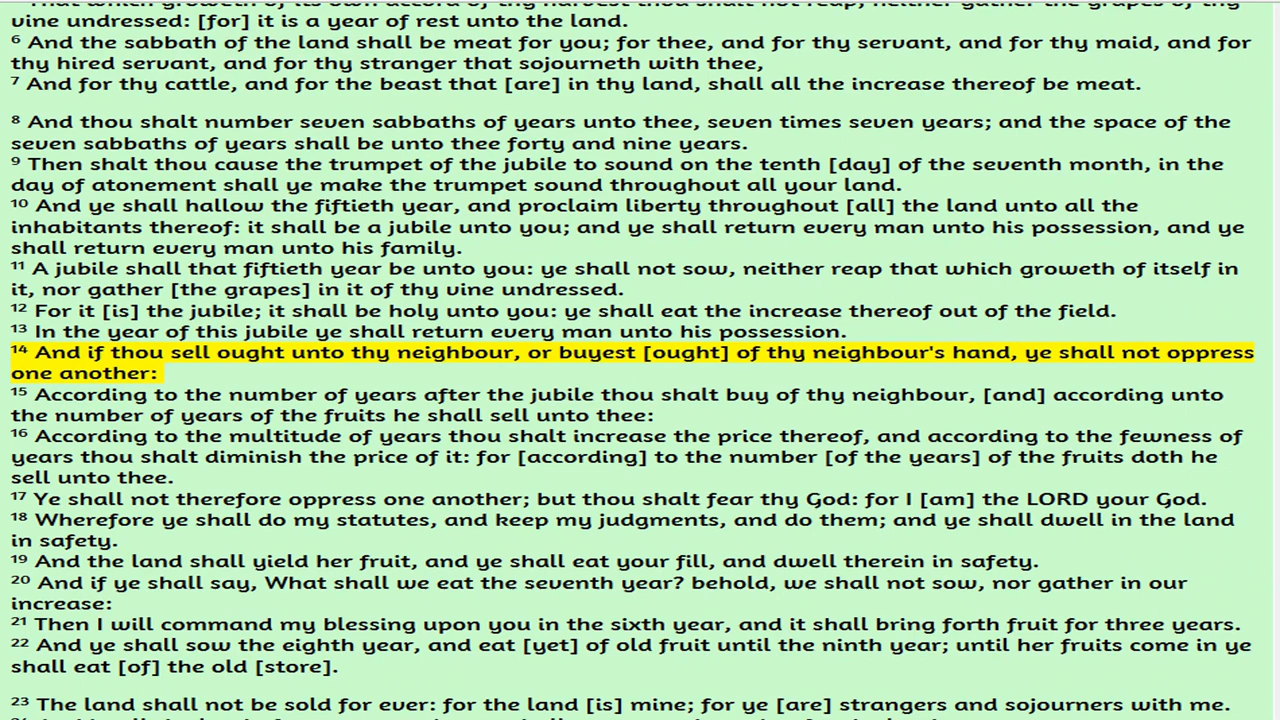 That which groweth of its own accord of thy harvest thou shalt not reap, neither gather the grapes of thy
vine undressed: [for] it is a year of rest unto the land.
⁶ And the sabbath of the land shall be meat for you; for thee, and for thy servant, and for thy maid, and for
thy hired servant, and for thy stranger that sojourneth with thee,
⁷ And for thy cattle, and for the beast that [are] in thy land, shall all the increase thereof be meat.
⁸ And thou shalt number seven sabbaths of years unto thee, seven times seven years; and the space of the
seven sabbaths of years shall be unto thee forty and nine years.
⁹ Then shalt thou cause the trumpet of the jubile to sound on the tenth [day] of the seventh month, in the
day of atonement shall ye make the trumpet sound throughout all your land.
¹⁰ And ye shall hallow the fiftieth year, and proclaim liberty throughout [all] the land unto all the
inhabitants thereof: it shall be a jubile unto you; and ye shall return every man unto his possession, and ye
shall return every man unto his family.
¹¹ A jubile shall that fiftieth year be unto you: ye shall not sow, neither reap that which groweth of itself in
it, nor gather [the grapes] in it of thy vine undressed.
¹² For it [is] the jubile; it shall be holy unto you: ye shall eat the increase thereof out of the field.
¹³ In the year of this jubile ye shall return every man unto his possession.
¹⁴ And if thou sell ought unto thy neighbour, or buyest [ought] of thy neighbour's hand, ye shall not oppress
one another:
¹⁵ According to the number of years after the jubile thou shalt buy of thy neighbour, [and] according unto
the number of years of the fruits he shall sell unto thee:
¹⁶ According to the multitude of years thou shalt increase the price thereof, and according to the fewness of
years thou shalt diminish the price of it: for [according] to the number [of the years] of the fruits doth he
sell unto thee.
¹⁷ Ye shall not therefore oppress one another; but thou shalt fear thy God: for I [am] the LORD your God.
¹⁸ Wherefore ye shall do my statutes, and keep my judgments, and do them; and ye shall dwell in the land
in safety.
¹⁹ And the land shall yield her fruit, and ye shall eat your fill, and dwell therein in safety.
²⁰ And if ye shall say, What shall we eat the seventh year? behold, we shall not sow, nor gather in our
increase:
²¹ Then I will command my blessing upon you in the sixth year, and it shall bring forth fruit for three years.
²² And ye shall sow the eighth year, and eat [yet] of old fruit until the ninth year; until her fruits come in ye
shall eat [of] the old [store].
²³ The land shall not be sold for ever: for the land [is] mine; for ye [are] strangers and sojourners with me.